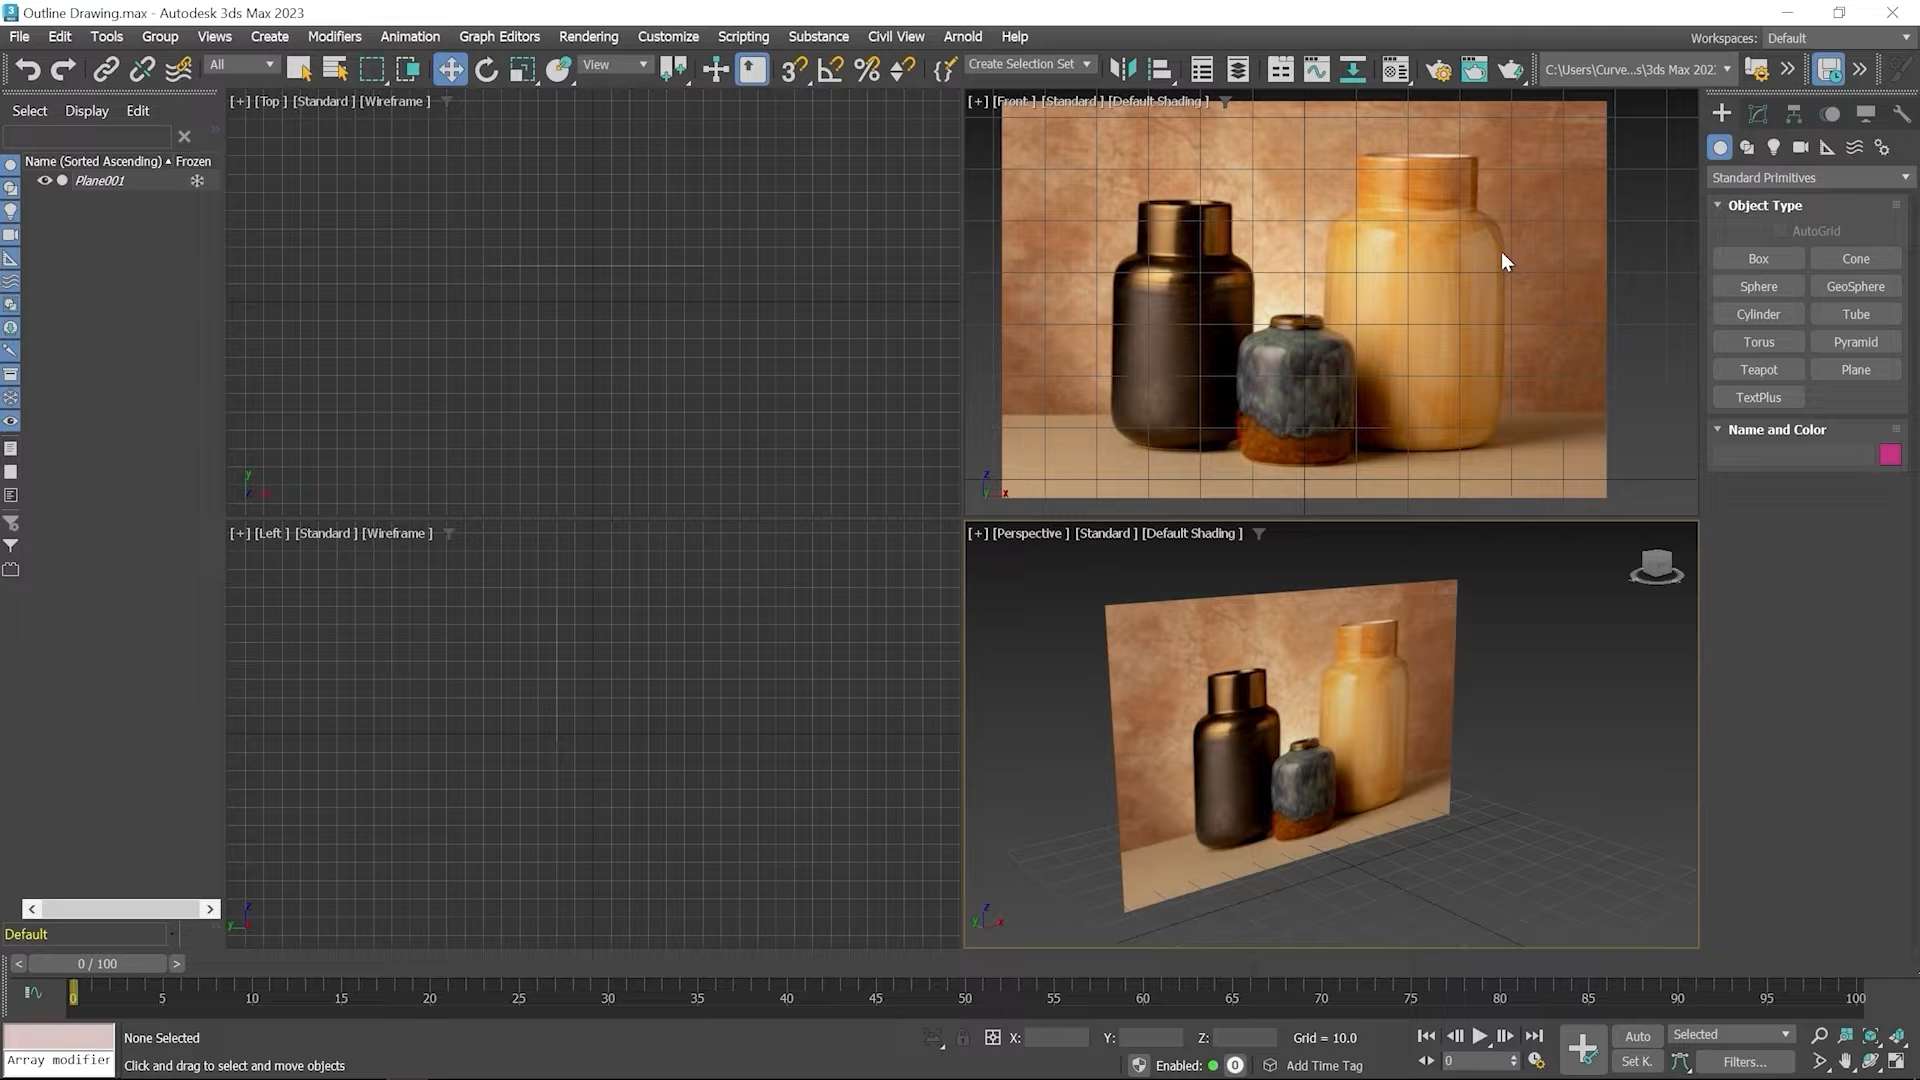 Outline Drawing.max - Autodesk 3ds Max 2023
File Edit Tools Group Views Create Modifiers Animation Graph Editors Rendering Customize Scripting Substance Civil View Arnold Help
Workspaces: Default
All View Create Selection Set C:\Users\Curve...s\3ds Max 202
Select Display Edit
Name (Sorted Ascending) Frozen
Plane001
[+] [Top ] [Standard ] [Wireframe ]
[+] [Front ] [Standard ] [Default Shading ]
y
z x
z
y x
[+] [Left ] [Standard ] [Wireframe ]
[+] [Perspective ] [Standard ] [Default Shading ]
z
y
z
y x
Standard Primitives
Object Type
AutoGrid
Box Cone
Sphere GeoSphere
Cylinder Tube
Torus Pyramid
Teapot Plane
TextPlus
Name and Color
Default
< 0 / 100 >
0 5 10 15 20 25 30 35 40 45 50 55 60 65 70 75 80 85 90 95 100
Array modifier
None Selected
Click and drag to select and move objects
X: Y: Z: Grid = 10.0
Enabled: 0 Add Time Tag
0
Auto Selected
Set K. Filters...